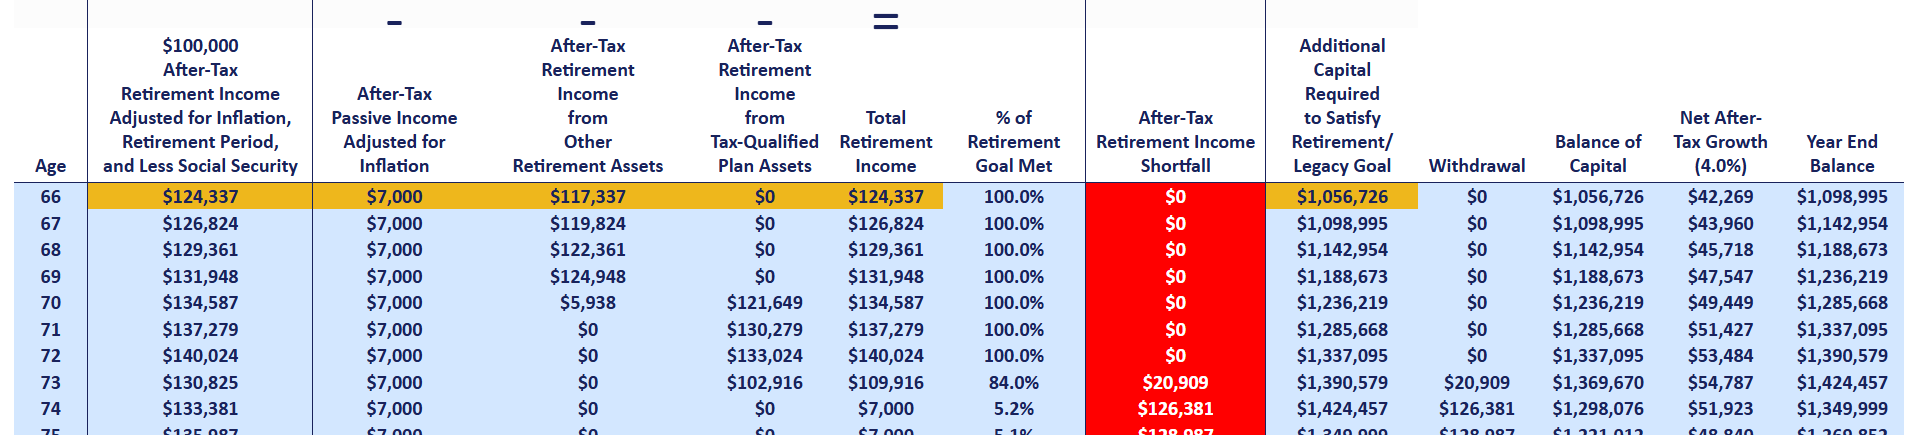 - - - =
$100,000 After-Tax Retirement Income Adjusted for Inflation, Retirement Period, and Less Social Security
After-Tax Passive Income Adjusted for Inflation
After-Tax Retirement Income from Other Retirement Assets
After-Tax Retirement Income from Tax-Qualified Plan Assets
Total Retirement Income
% of Retirement Goal Met
After-Tax Retirement Income Shortfall
Additional Capital Required to Satisfy Retirement/ Legacy Goal
Age
Withdrawal
Balance of Capital
Net After-Tax Growth (4.0%)
Year End Balance
66 $124,337 $7,000 $117,337 $0 $124,337 100.0% $0 $1,056,726 $0 $1,056,726 $42,269 $1,098,995
67 $126,824 $7,000 $119,824 $0 $126,824 100.0% $0 $1,098,995 $0 $1,098,995 $43,960 $1,142,954
68 $129,361 $7,000 $122,361 $0 $129,361 100.0% $0 $1,142,954 $0 $1,142,954 $45,718 $1,188,673
69 $131,948 $7,000 $124,948 $0 $131,948 100.0% $0 $1,188,673 $0 $1,188,673 $47,547 $1,236,219
70 $134,587 $7,000 $5,938 $121,649 $134,587 100.0% $0 $1,236,219 $0 $1,236,219 $49,449 $1,285,668
71 $137,279 $7,000 $0 $130,279 $137,279 100.0% $0 $1,285,668 $0 $1,285,668 $51,427 $1,337,095
72 $140,024 $7,000 $0 $133,024 $140,024 100.0% $0 $1,337,095 $0 $1,337,095 $53,484 $1,390,579
73 $130,825 $7,000 $0 $102,916 $109,916 84.0% $20,909 $1,390,579 $20,909 $1,369,670 $54,787 $1,424,457
74 $133,381 $7,000 $0 $0 $7,000 5.2% $126,381 $1,424,457 $126,381 $1,298,076 $51,923 $1,349,999
75 $7,000 $0 $0 $7,000 5.1%